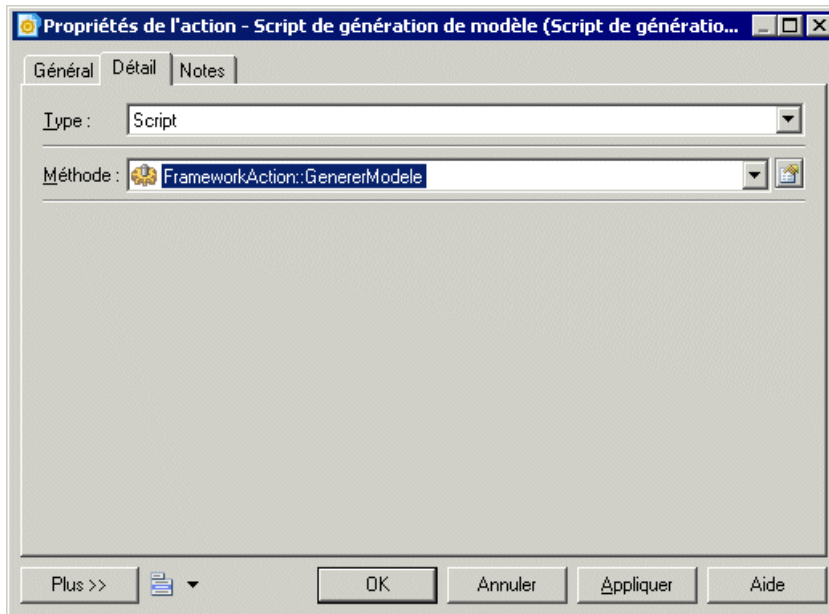 Propriétés de l'action - Script de génération de modèle (Script de génératio...
Général Détail Notes
Type : Script
Méthode : FrameworkAction::GenererModele
Plus >> OK Annuler Appliquer Aide